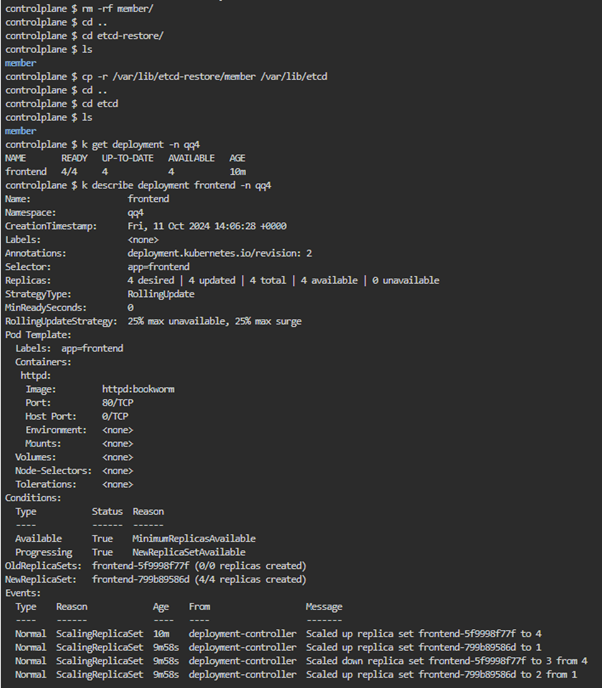 controlplane $ rm -rf member/
controlplane $ cd ..
controlplane $ cd etcd-restore/
controlplane $ ls
member
controlplane $ cp -r /var/lib/etcd-restore/member /var/lib/etcd
controlplane $ cd ..
controlplane $ cd etcd
controlplane $ ls
member
controlplane $ k get deployment -n qq4
NAME       READY   UP-TO-DATE   AVAILABLE   AGE
frontend   4/4     4            4           10m
controlplane $ k describe deployment frontend -n qq4
Name:                   frontend
Namespace:              qq4
CreationTimestamp:      Fri, 11 Oct 2024 14:06:28 +0000
Labels:                 <none>
Annotations:            deployment.kubernetes.io/revision: 2
Selector:               app=frontend
Replicas:               4 desired | 4 updated | 4 total | 4 available | 0 unavailable
StrategyType:           RollingUpdate
MinReadySeconds:        0
RollingUpdateStrategy:  25% max unavailable, 25% max surge
Pod Template:
  Labels:  app=frontend
  Containers:
   httpd:
    Image:         httpd:bookworm
    Port:          80/TCP
    Host Port:     0/TCP
    Environment:   <none>
    Mounts:        <none>
  Volumes:         <none>
  Node-Selectors:  <none>
  Tolerations:     <none>
Conditions:
  Type           Status  Reason
  ----           ------  ------
  Available      True    MinimumReplicasAvailable
  Progressing    True    NewReplicaSetAvailable
OldReplicaSets:  frontend-5f9998f77f (0/0 replicas created)
NewReplicaSet:   frontend-799b89586d (4/4 replicas created)
Events:
  Type    Reason             Age    From                   Message
  ----    ------             ----   ----                   -------
  Normal  ScalingReplicaSet  10m    deployment-controller  Scaled up replica set frontend-5f9998f77f to 4
  Normal  ScalingReplicaSet  9m58s  deployment-controller  Scaled up replica set frontend-799b89586d to 1
  Normal  ScalingReplicaSet  9m58s  deployment-controller  Scaled down replica set frontend-5f9998f77f to 3 from 4
  Normal  ScalingReplicaSet  9m58s  deployment-controller  Scaled up replica set frontend-799b89586d to 2 from 1